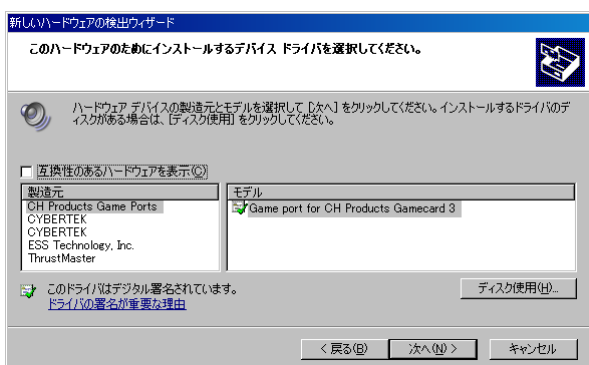 新しいハードウェアの検出ウィザード
このハードウェアのためにインストールするデバイス ドライバを選択してください。
ハードウェア デバイスの製造元とモデルを選択して [次へ] をクリックしてください。インストールするドライバのデ
ィスクがある場合は、[ディスク使用] をクリックしてください。
互換性のあるハードウェアを表示(C)
製造元
モデル
CH Products Game Ports
Game port for CH Products Gamecard 3
CYBERTEK
CYBERTEK
ESS Technology, Inc.
ThrustMaster
このドライバはデジタル署名されています。
ディスク使用(H)...
ドライバの署名が重要な理由
< 戻る(B)
次へ(N) >
キャンセル